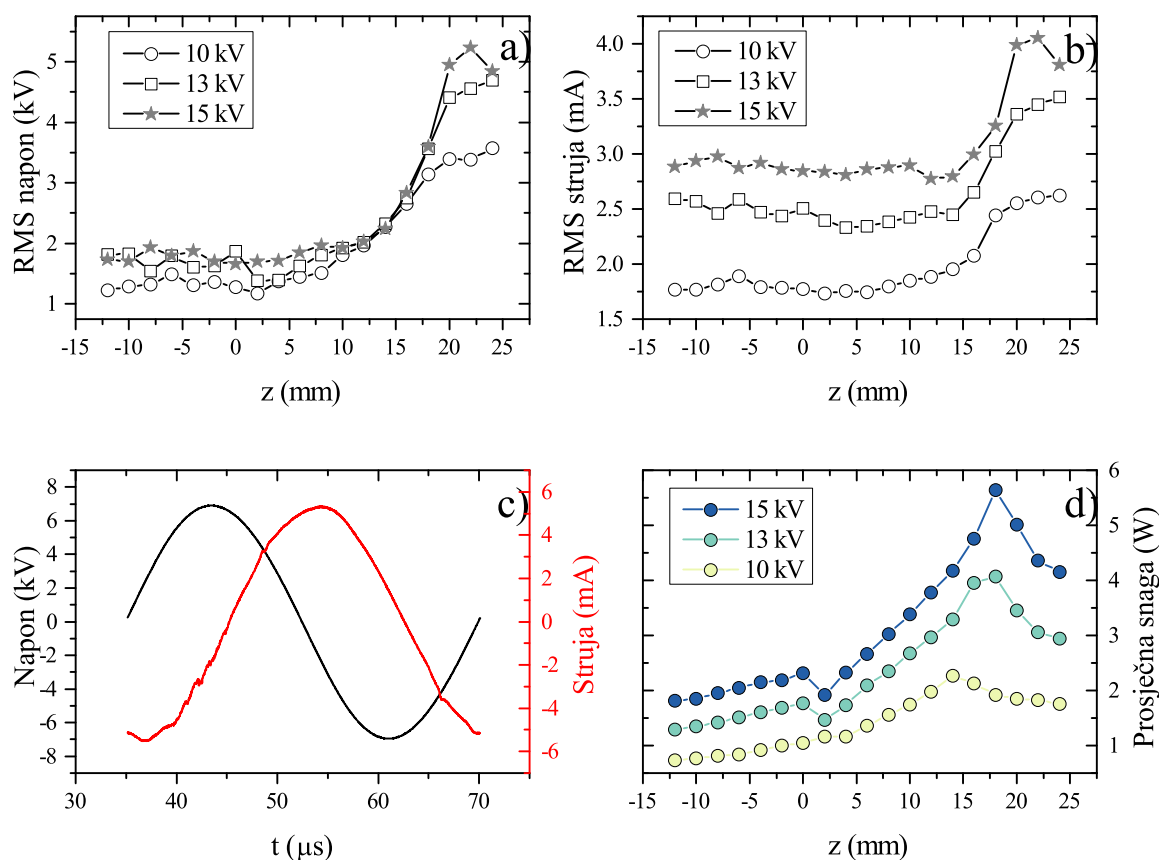 a)
10 kV
13 kV
15 kV
RMS napon (kV)
5
4
3
2
1
-15 -10 -5 0 5 10 15 20 25
z (mm)
b)
10 kV
13 kV
15 kV
RMS struja (mA)
4.0
3.5
3.0
2.5
2.0
1.5
-15 -10 -5 0 5 10 15 20 25
z (mm)
c)
Napon (kV)
8
6
4
2
0
-2
-4
-6
-8
30 40 50 60 70
t (μs)
Struja (mA)
6
4
2
0
-2
-4
-6
d)
15 kV
13 kV
10 kV
Prosječna snaga (W)
6
5
4
3
2
1
-15 -10 -5 0 5 10 15 20 25
z (mm)